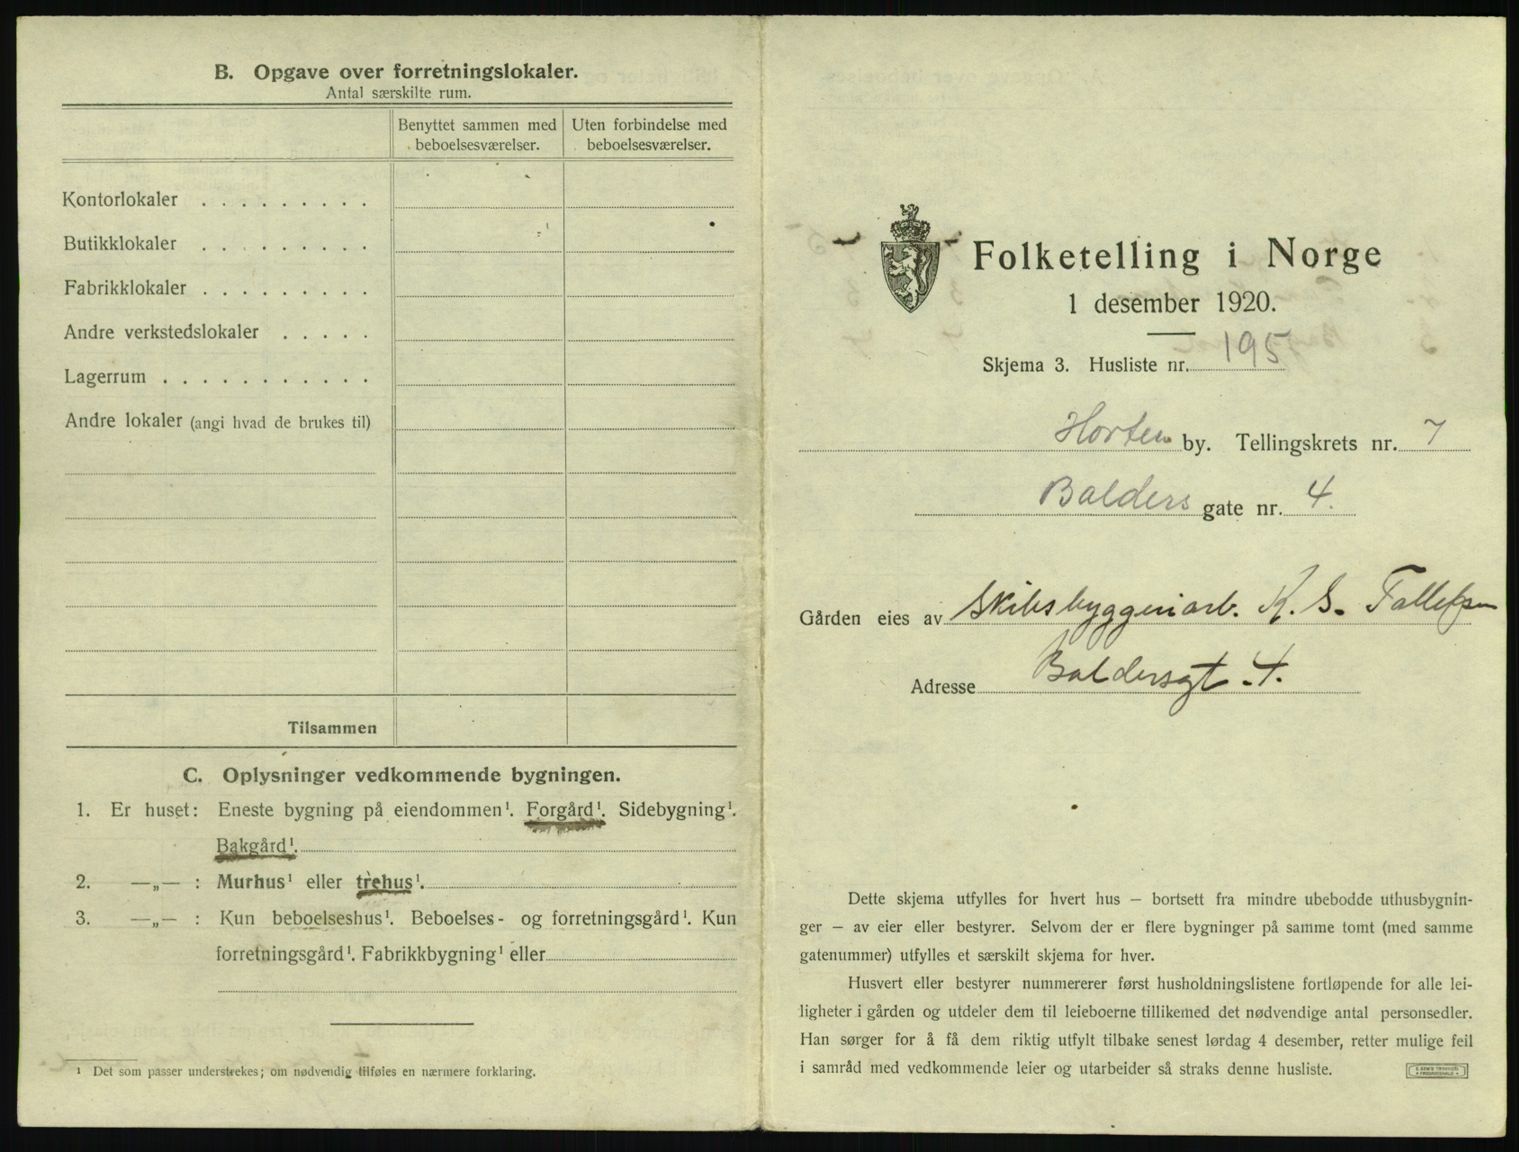 B. Opgave over forretningslokaler.
Antal særskilte rum.
Benyttet sammen med beboelsesværelser.
Uten forbindelse med beboelsesværelser.
Kontorlokaler . . . . . . . . .
Butikklokaler . . . . . . . . .
Fabrikklokaler . . . . . . . . .
Andre verkstedslokaler . . . . .
Lagerrum . . . . . . . . . . .
Andre lokaler (angi hvad de brukes til)
Tilsammen
C. Oplysninger vedkommende bygningen.
1. Er huset: Eneste bygning på eiendommen¹. Forgård¹. Sidebygning¹.
Bakgård¹.
2. —„— : Murhus¹ eller trehus¹.
3. —„— : Kun beboelseshus¹. Beboelses- og forretningsgård¹. Kun
forretningsgård¹. Fabrikkbygning¹ eller
¹ Det som passer understrekes; om nødvendig tilføies en nærmere forklaring.
Folketelling i Norge
1 desember 1920.
Skjema 3. Husliste nr. 195
Horten by. Tellingskrets nr. 7
Balders gate nr. 4.
Gården eies av Skibsbyggeriarb. K. S. Tollefsen
Adresse Baldersgt 4.
Dette skjema utfylles for hvert hus — bortsett fra mindre ubebodde uthusbygnin-
ger — av eier eller bestyrer. Selvom der er flere bygninger på samme tomt (med samme
gatenummer) utfylles et særskilt skjema for hver.
Husvert eller bestyrer nummererer først husholdningslistene fortløpende for alle lei-
ligheter i gården og utdeler dem til leieboerne tillikemed det nødvendige antal personsedler.
Han sørger for å få dem riktig utfylt tilbake senest lørdag 4 desember, retter mulige feil
i samråd med vedkommende leier og utarbeider så straks denne husliste.